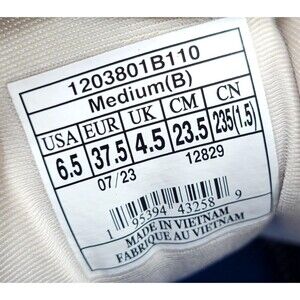 1203801B110
Medium(B)
USA EUR UK CM CN
6.5 37.5 4.5 23.5 235(1.5)
07/23 12829
1 95394 43258 9
MADE IN VIETNAM
FABRIQUE AU VIETNAM